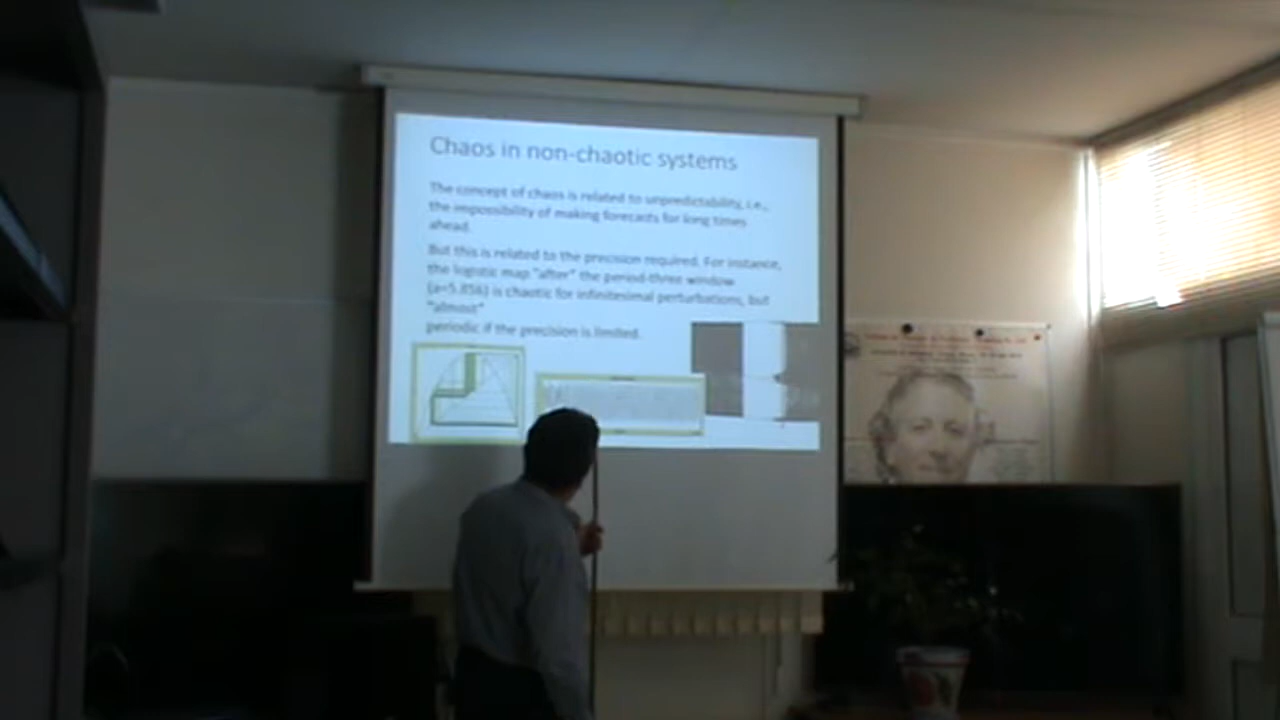 Chaos in non-chaotic systems
The concept of chaos is related to unpredictability, i.e.,
the impossibility of making forecasts for long times
ahead.
But this is related to the precision required. For instance,
the logistic map "after" the period-three window
(a=5.856) is chaotic for infinitesimal perturbations, but
"almost"
periodic if the precision is limited.